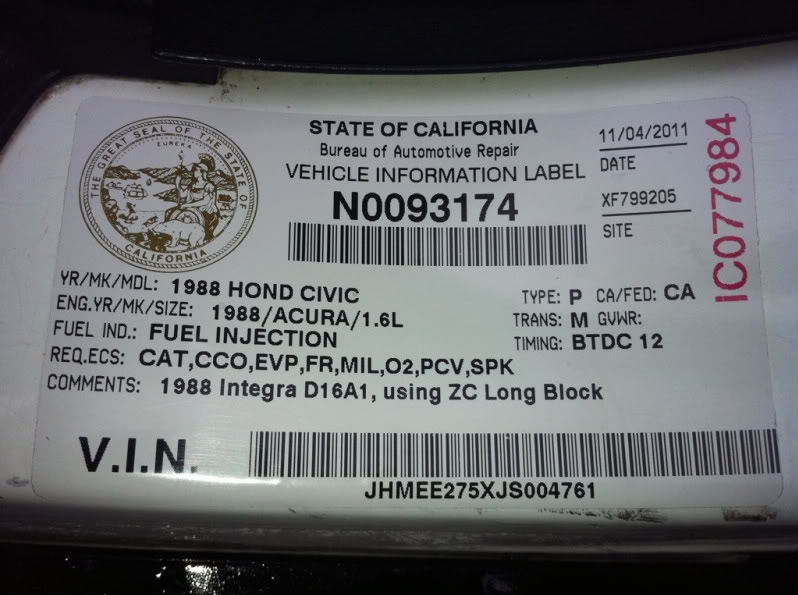 THE GREAT SEAL OF THE STATE OF CALIFORNIA
EUREKA
STATE OF CALIFORNIA
Bureau of Automotive Repair
VEHICLE INFORMATION LABEL
N0093174
11/04/2011
DATE
XF799205
SITE
IC077984
YR/MK/MDL: 1988 HOND CIVIC
ENG.YR/MK/SIZE: 1988/ACURA/1.6L
FUEL IND.: FUEL INJECTION
TYPE: P CA/FED: CA
TRANS: M GVWR:
TIMING: BTDC 12
REQ.ECS: CAT,CCO,EVP,FR,MIL,O2,PCV,SPK
COMMENTS: 1988 Integra D16A1, using ZC Long Block
V.I.N.
JHMEE275XJS004761